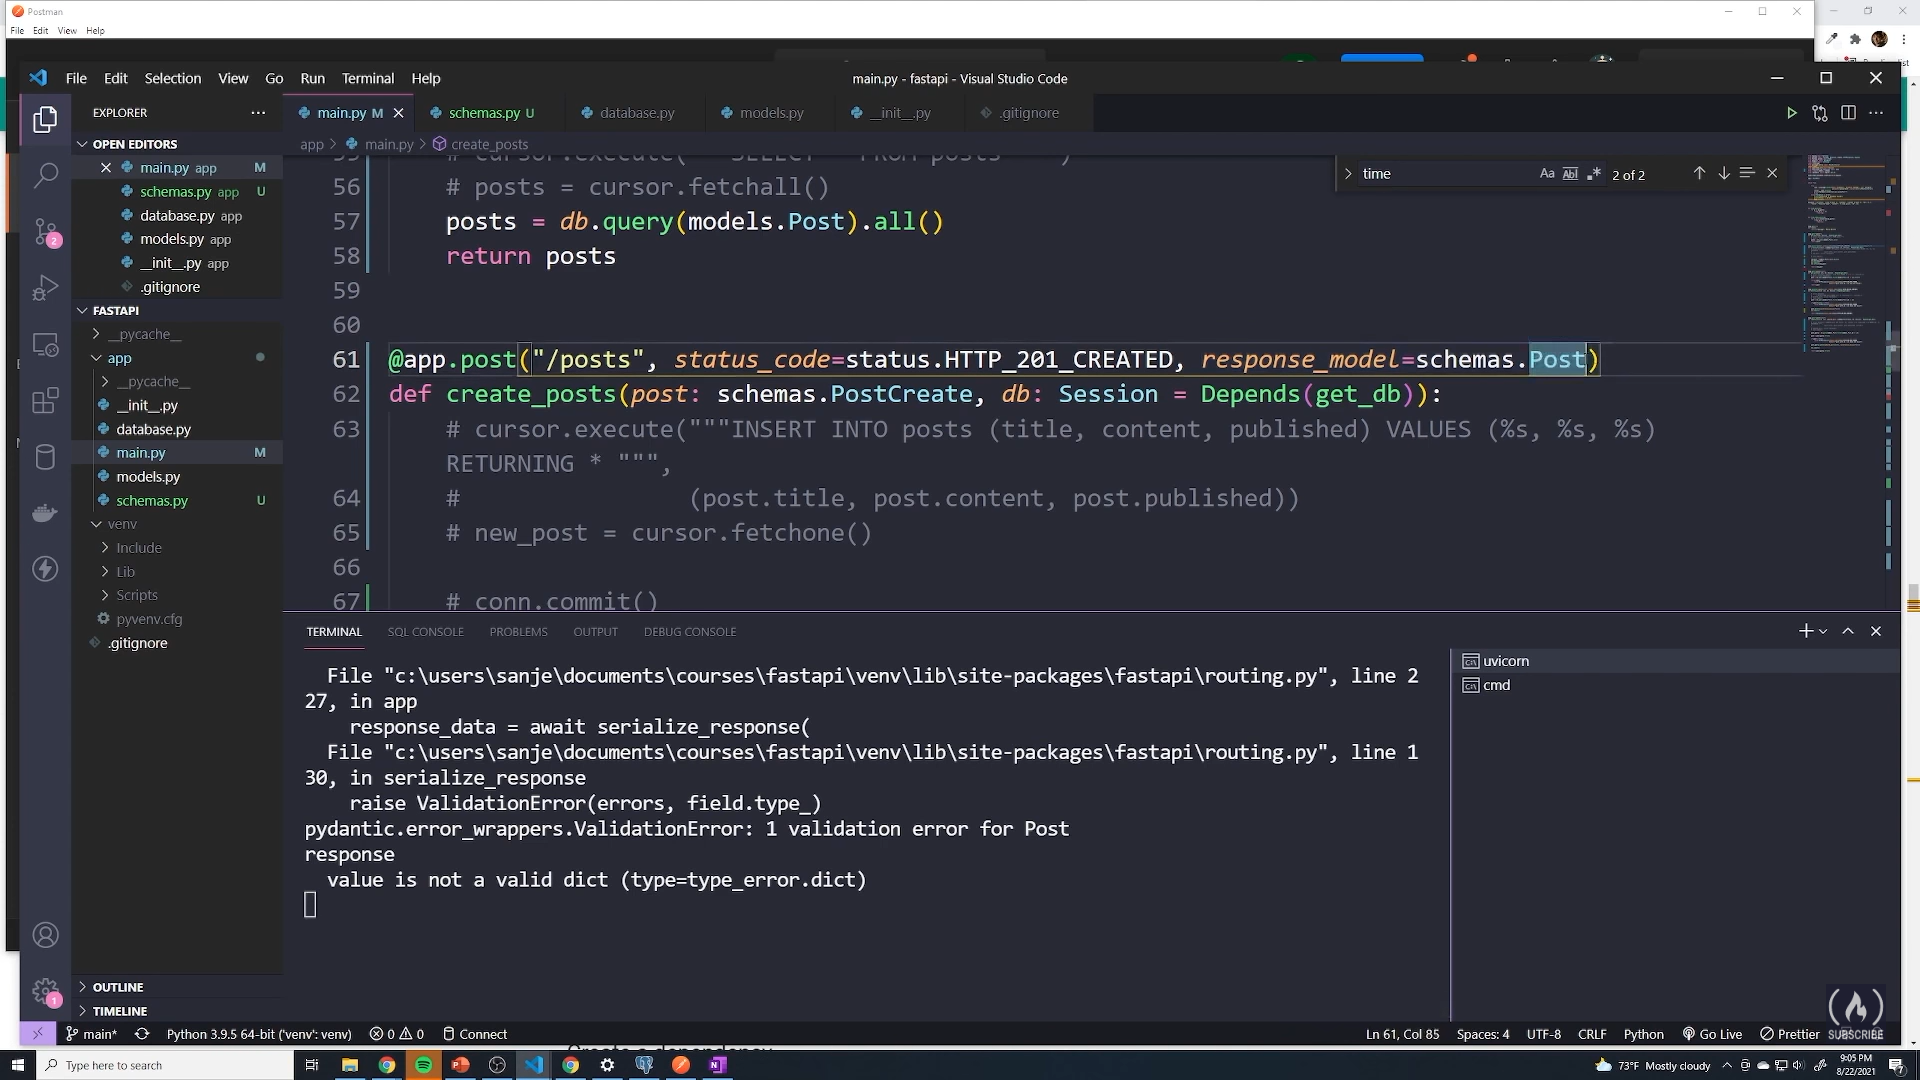 Postman
File Edit View Help
File Edit Selection View Go Run Terminal Help
main.py - fastapi - Visual Studio Code
EXPLORER
main.py M
schemas.py U
database.py
models.py
__init__.py
.gitignore
app > main.py > create_posts
OPEN EDITORS
main.py app M
schemas.py app U
database.py app
models.py app
__init__.py app
.gitignore
FASTAPI
__pycache__
app
__pycache__
__init__.py
database.py
main.py M
models.py
schemas.py U
venv
Include
Lib
Scripts
pyvenv.cfg
.gitignore
OUTLINE
TIMELINE
time
Aa Abl .* 2 of 2
56 # posts = cursor.fetchall()
57 posts = db.query(models.Post).all()
58 return posts
59
60
61 @app.post("/posts", status_code=status.HTTP_201_CREATED, response_model=schemas.Post)
62 def create_posts(post: schemas.PostCreate, db: Session = Depends(get_db)):
63 # cursor.execute("""INSERT INTO posts (title, content, published) VALUES (%s, %s, %s)
RETURNING * """,
64 # (post.title, post.content, post.published))
65 # new_post = cursor.fetchone()
66
67 # conn.commit()
TERMINAL SQL CONSOLE PROBLEMS OUTPUT DEBUG CONSOLE
File "c:\users\sanje\documents\courses\fastapi\venv\lib\site-packages\fastapi\routing.py", line 2
27, in app
response_data = await serialize_response(
File "c:\users\sanje\documents\courses\fastapi\venv\lib\site-packages\fastapi\routing.py", line 1
30, in serialize_response
raise ValidationError(errors, field.type_)
pydantic.error_wrappers.ValidationError: 1 validation error for Post
response
value is not a valid dict (type=type_error.dict)
uvicorn
cmd
2
1
SUBSCRIBE
main* Python 3.9.5 64-bit ('venv': venv) 0 0 Connect
Ln 61, Col 85 Spaces: 4 UTF-8 CRLF Python Go Live Prettier
Type here to search
73°F Mostly cloudy
9:05 PM
8/22/2021
7